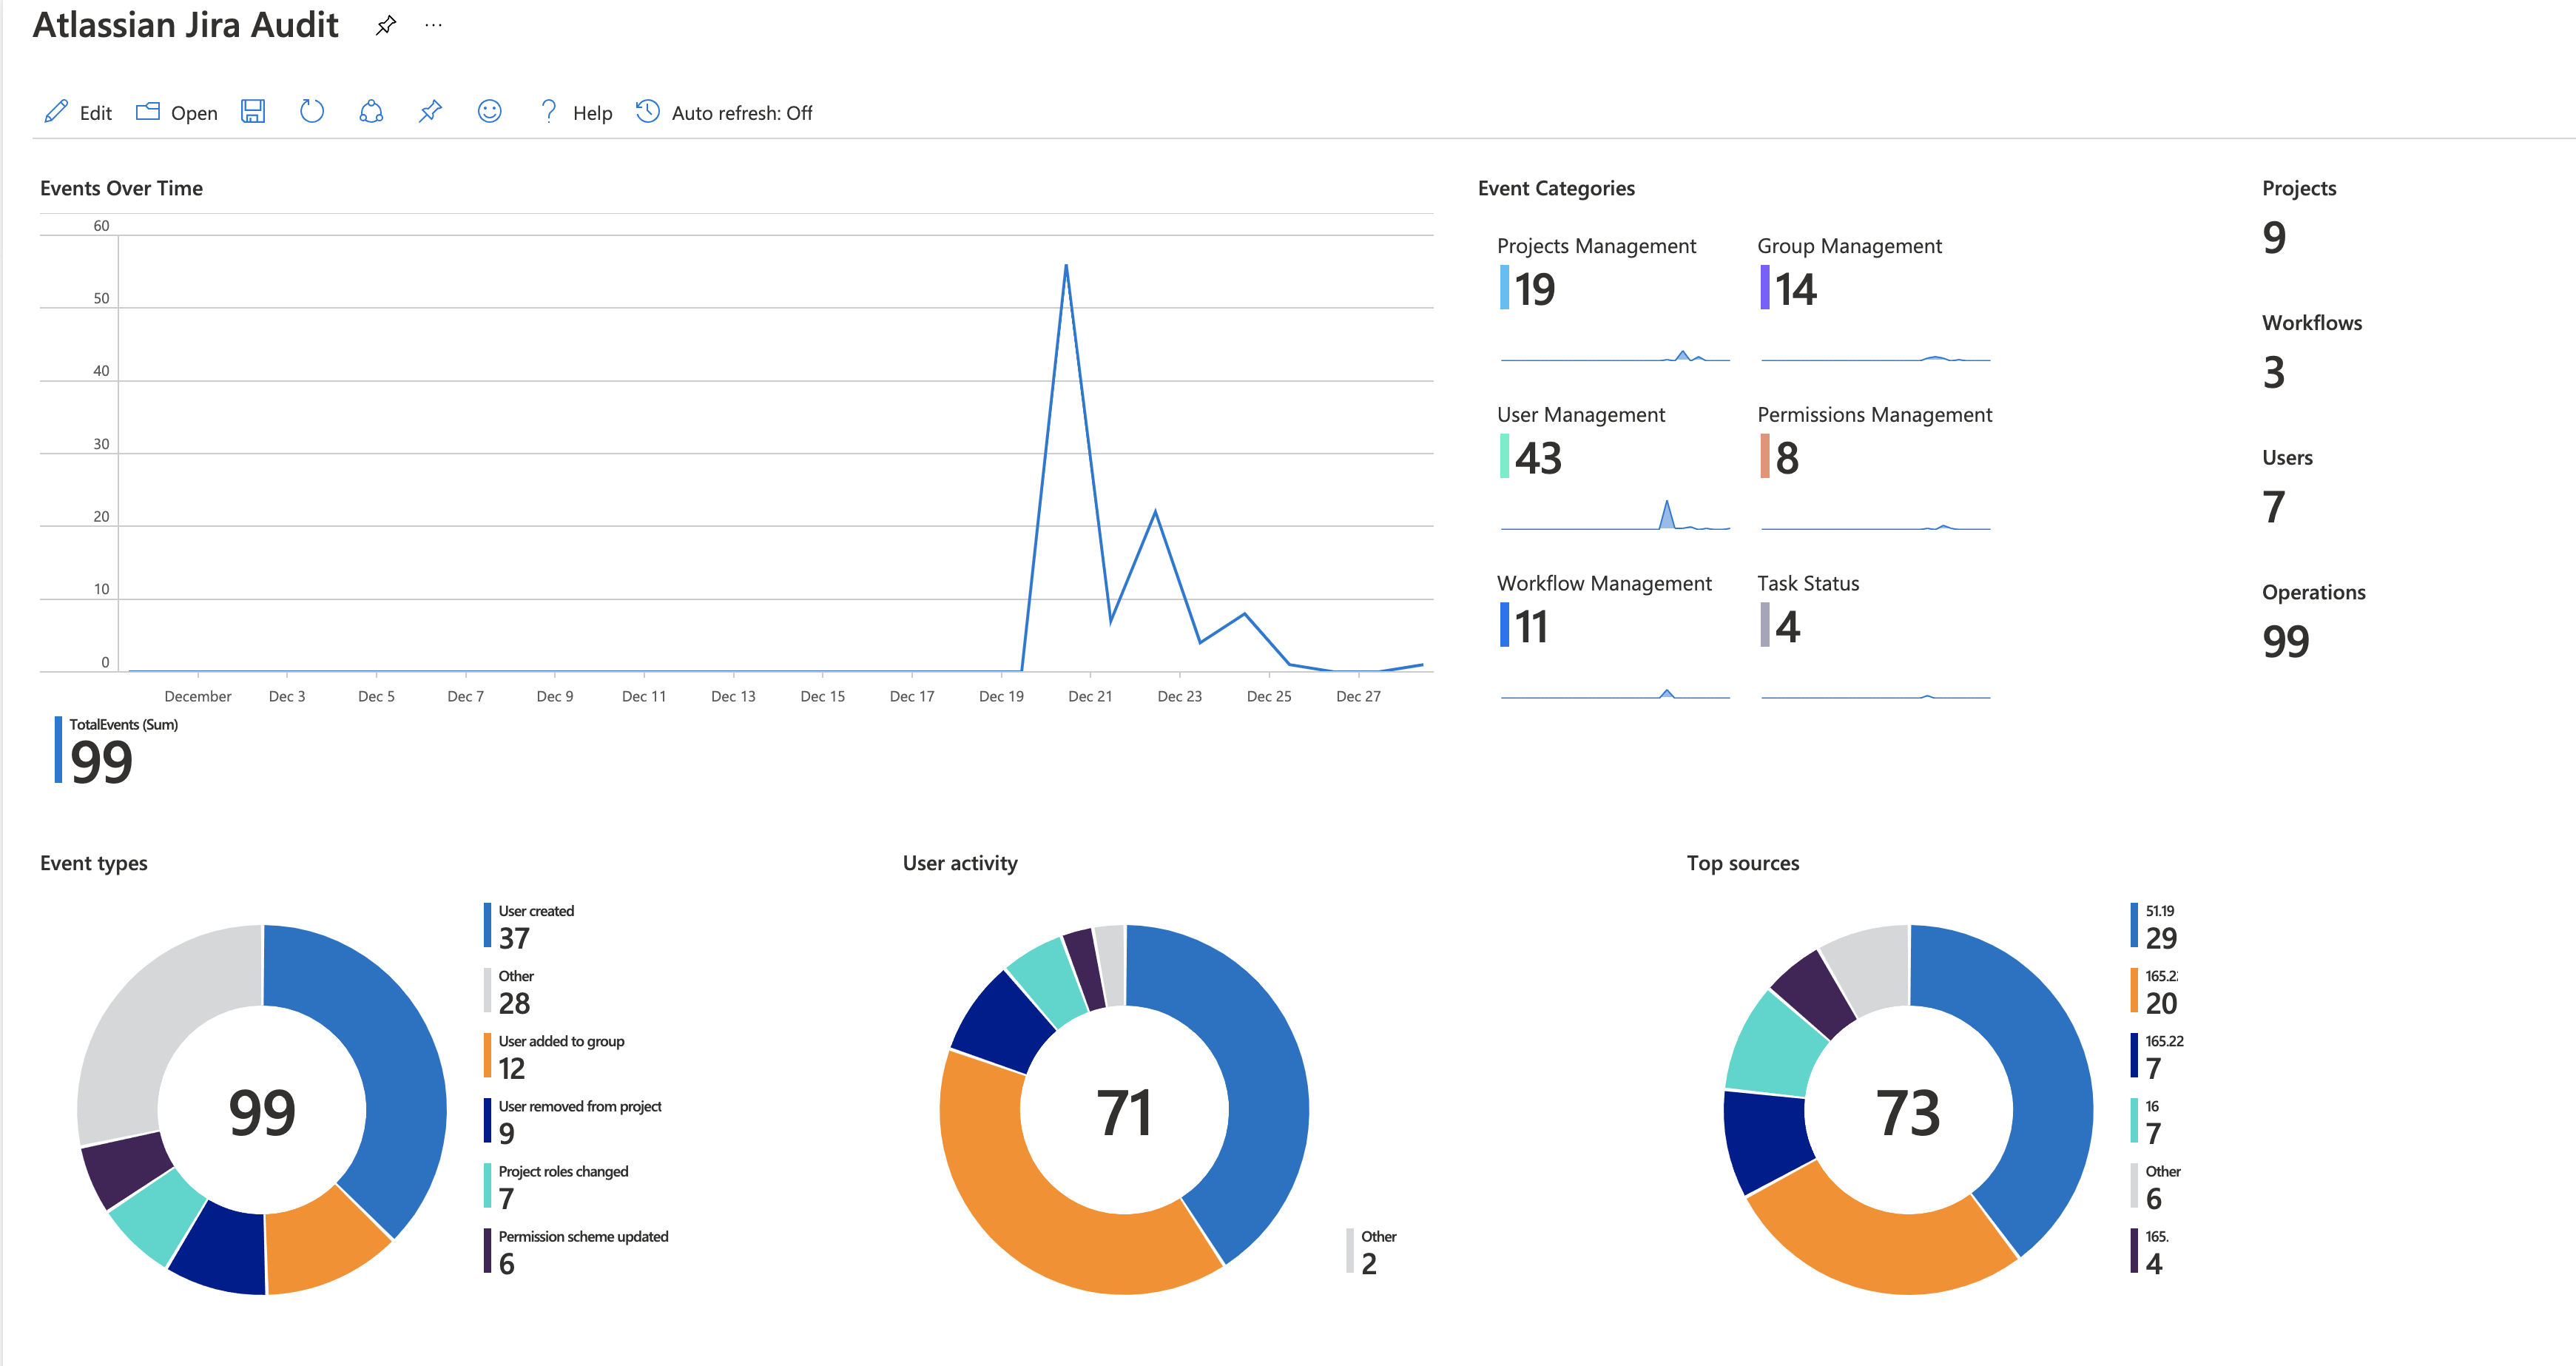 Atlassian Jira Audit
Edit Open Help Auto refresh: Off
Events Over Time
60
50
40
30
20
10
0
December Dec 3 Dec 5 Dec 7 Dec 9 Dec 11 Dec 13 Dec 15 Dec 17 Dec 19 Dec 21 Dec 23 Dec 25 Dec 27
TotalEvents (Sum)
99
Event Categories
Projects Management
19
Group Management
14
User Management
43
Permissions Management
8
Workflow Management
11
Task Status
4
Projects
9
Workflows
3
Users
7
Operations
99
Event types
99
User created
37
Other
28
User added to group
12
User removed from project
9
Project roles changed
7
Permission scheme updated
6
User activity
71
Other
2
Top sources
73
51.19
29
165.2
20
165.22
7
16
7
Other
6
165.
4